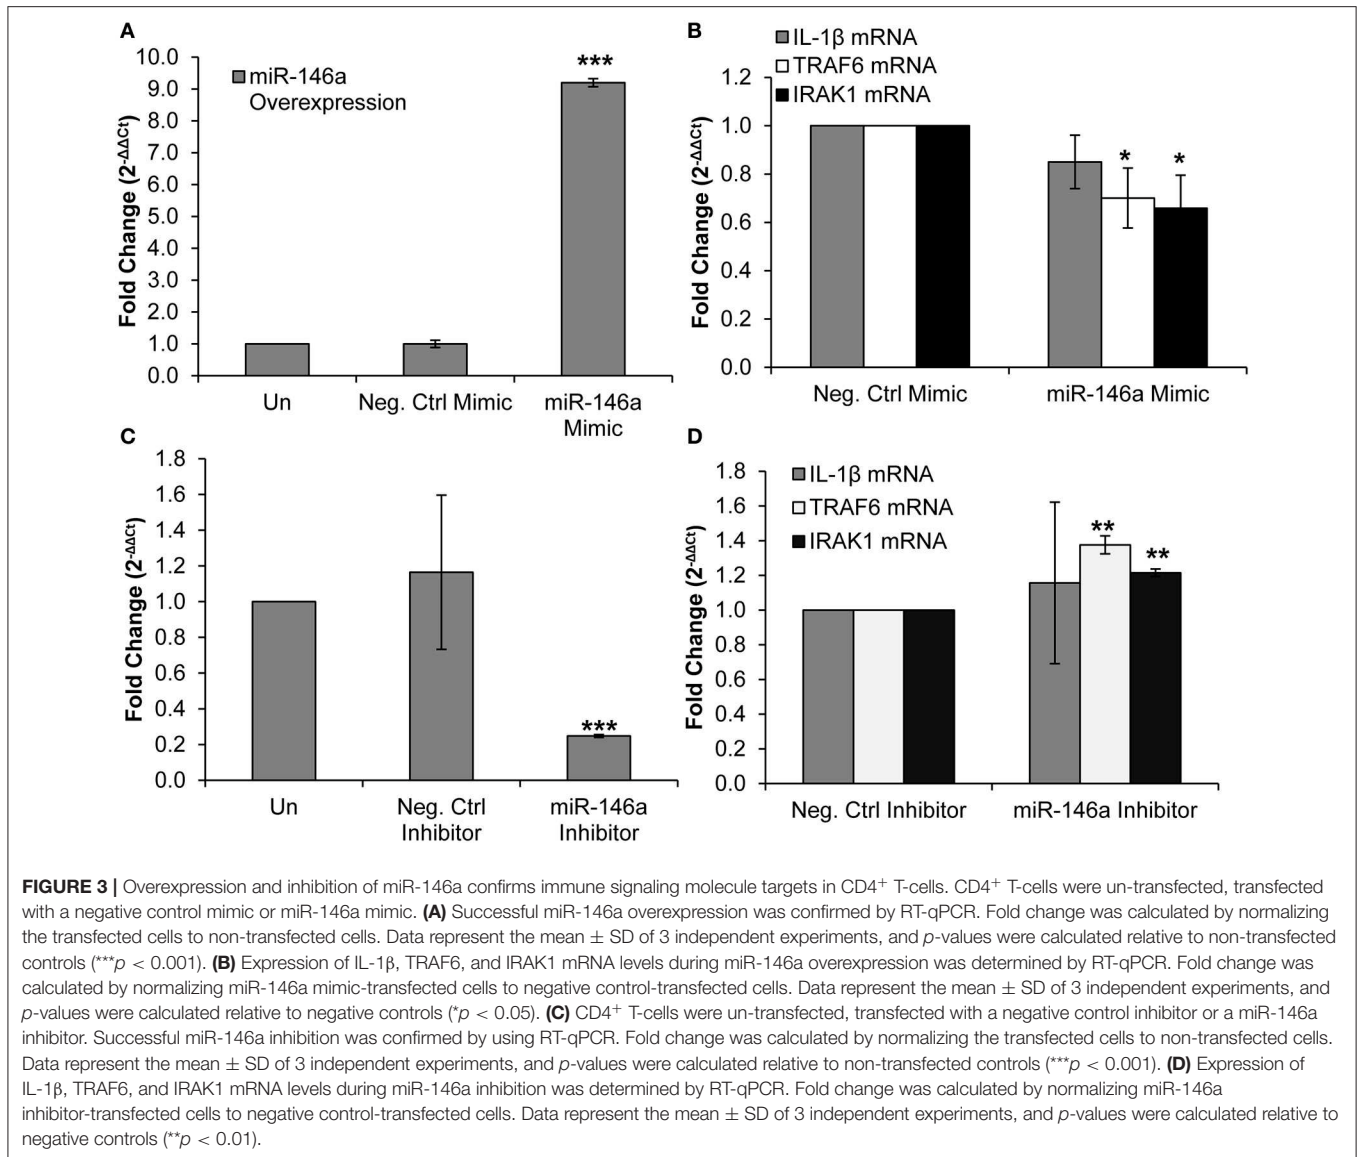 A
miR-146a
Overexpression
***
Fold Change (2-ΔΔCt)
10.0
9.0
8.0
7.0
6.0
5.0
4.0
3.0
2.0
1.0
0.0
Un
Neg. Ctrl Mimic
miR-146a
Mimic
B
IL-1β mRNA
TRAF6 mRNA
IRAK1 mRNA
*
*
Fold Change (2-ΔΔCt)
1.2
1.0
0.8
0.6
0.4
0.2
0.0
Neg. Ctrl Mimic
miR-146a Mimic
C
Fold Change (2-ΔΔCt)
1.8
1.6
1.4
1.2
1.0
0.8
0.6
0.4
0.2
0.0
***
Un
Neg. Ctrl
Inhibitor
miR-146a
Inhibitor
D
IL-1β mRNA
TRAF6 mRNA
IRAK1 mRNA
**
**
Fold Change (2-ΔΔCt)
1.8
1.6
1.4
1.2
1.0
0.8
0.6
0.4
0.2
0.0
Neg. Ctrl Inhibitor
miR-146a Inhibitor
FIGURE 3 | Overexpression and inhibition of miR-146a confirms immune signaling molecule targets in CD4+ T-cells. CD4+ T-cells were un-transfected, transfected
with a negative control mimic or miR-146a mimic. (A) Successful miR-146a overexpression was confirmed by RT-qPCR. Fold change was calculated by normalizing
the transfected cells to non-transfected cells. Data represent the mean ± SD of 3 independent experiments, and p-values were calculated relative to non-transfected
controls (***p < 0.001). (B) Expression of IL-1β, TRAF6, and IRAK1 mRNA levels during miR-146a overexpression was determined by RT-qPCR. Fold change was
calculated by normalizing miR-146a mimic-transfected cells to negative control-transfected cells. Data represent the mean ± SD of 3 independent experiments, and
p-values were calculated relative to negative controls (*p < 0.05). (C) CD4+ T-cells were un-transfected, transfected with a negative control inhibitor or a miR-146a
inhibitor. Successful miR-146a inhibition was confirmed by using RT-qPCR. Fold change was calculated by normalizing the transfected cells to non-transfected cells.
Data represent the mean ± SD of 3 independent experiments, and p-values were calculated relative to non-transfected controls (***p < 0.001). (D) Expression of
IL-1β, TRAF6, and IRAK1 mRNA levels during miR-146a inhibition was determined by RT-qPCR. Fold change was calculated by normalizing miR-146a
inhibitor-transfected cells to negative control-transfected cells. Data represent the mean ± SD of 3 independent experiments, and p-values were calculated relative to
negative controls (**p < 0.01).